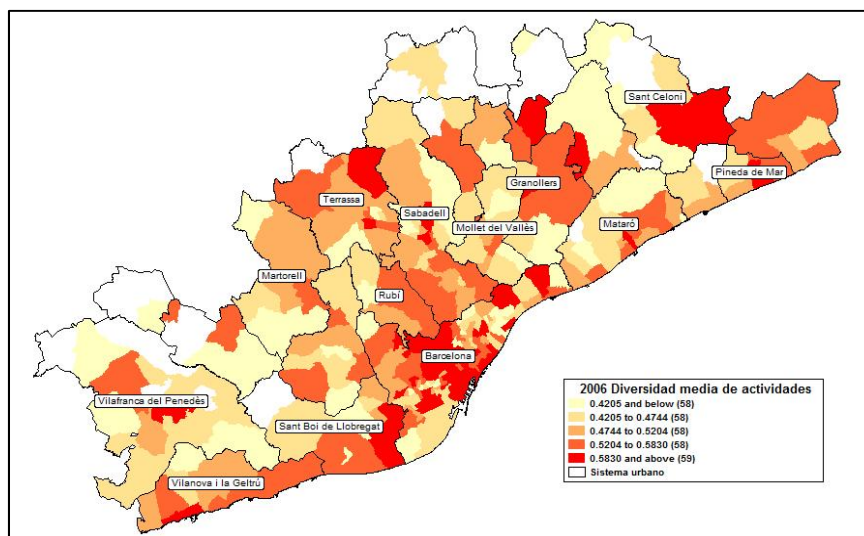 Sant Celoni
Pineda de Mar
Granollers
Terrassa
Sabadell
Mollet del Vallès
Mataró
Martorell
Rubí
Barcelona
Vilafranca del Penedès
Sant Boi de Llobregat
Vilanova i la Geltrú
2006 Diversidad media de actividades
0.4205 and below (58)
0.4205 to 0.4744 (58)
0.4744 to 0.5204 (58)
0.5204 to 0.5830 (58)
0.5830 and above (59)
Sistema urbano